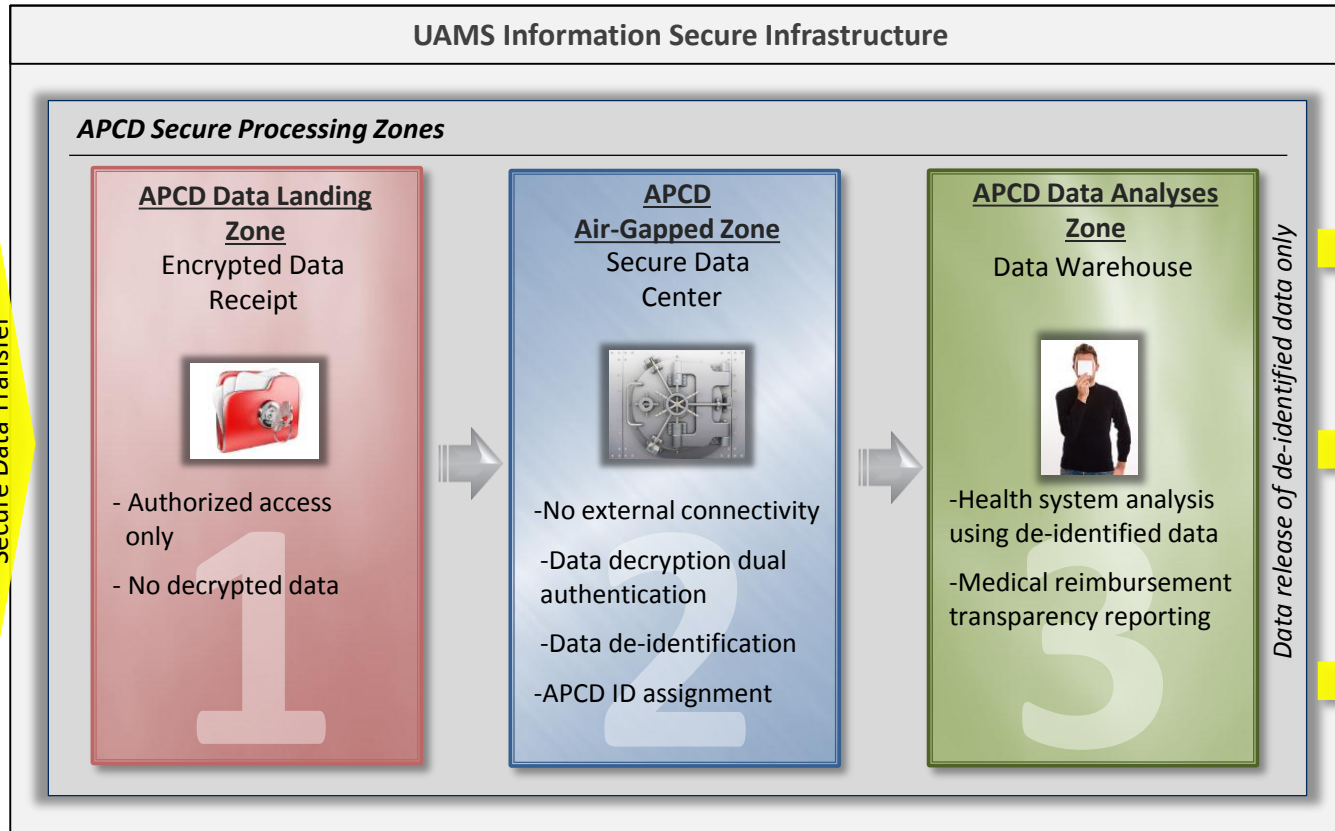 UAMS Information Secure Infrastructure
APCD Secure Processing Zones
Secure Data Transfer
APCD Data Landing
Zone
Encrypted Data
Receipt
- Authorized access
only
- No decrypted data
1
APCD
Air-Gapped Zone
Secure Data
Center
-No external connectivity
-Data decryption dual
authentication
-Data de-identification
-APCD ID assignment
2
APCD Data Analyses
Zone
Data Warehouse
-Health system analysis
using de-identified data
-Medical reimbursement
transparency reporting
3
Data release of de-identified data only